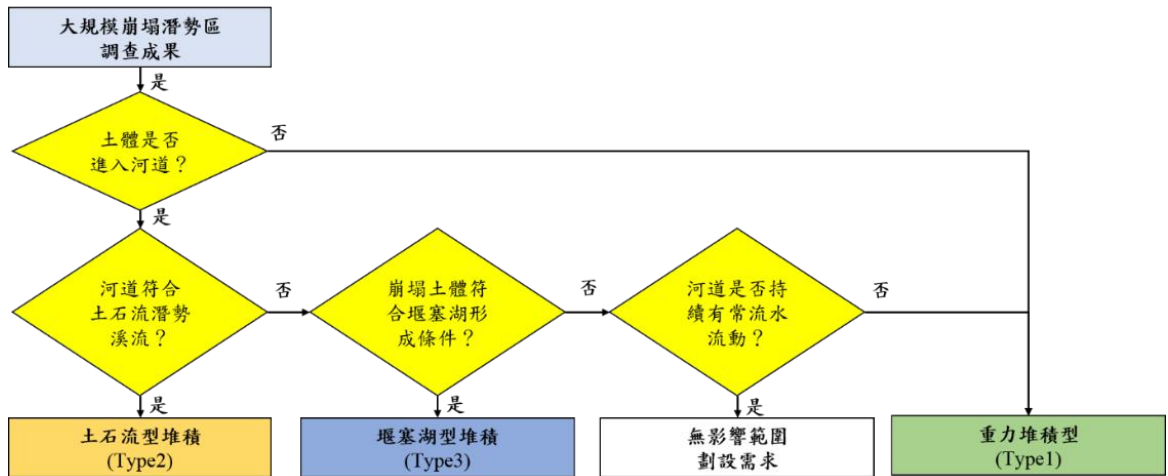 大規模崩塌潛勢區
調查成果
是
土體是否
進入河道？
否
是
河道符合
土石流潛勢
溪流？
否
崩塌土體符
合堰塞湖形
成條件？
否
河道是否持
續有常流水
流動？
否
是
是
是
土石流型堆積
(Type2)
堰塞湖型堆積
(Type3)
無影響範圍
劃設需求
重力堆積型
(Type1)